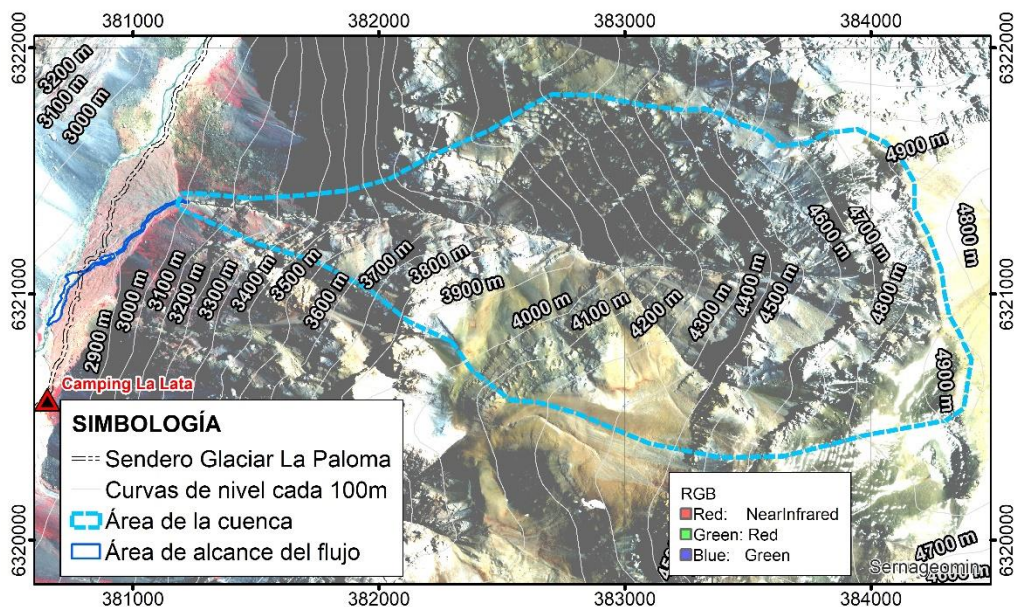 381000 382000 383000 384000
6322000
6322000
3200 m
3100 m
3000 m
4900 m
4800 m
4600 m
4700 m
4800 m
4400 m
4500 m
4300 m
4200 m
4100 m
4000 m
3900 m
3800 m
3700 m
3600 m
3500 m
3400 m
3300 m
3200 m
3100 m
3000 m
2900 m
6321000
6321000
4900 m
Camping La Lata
SIMBOLOGÍA
Sendero Glaciar La Paloma
Curvas de nivel cada 100m
Área de la cuenca
Área de alcance del flujo
RGB
Red: NearInfrared
Green: Red
Blue: Green
4700 m
Sernageomin
6320000
6320000
381000 382000 383000 384000